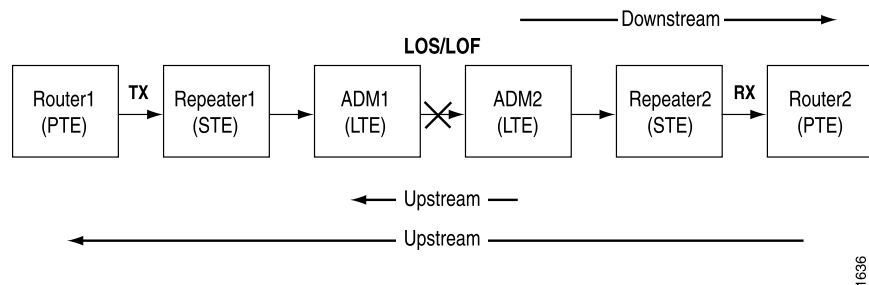 Downstream
LOS/LOF
Router1
(PTE)
TX
Repeater1
(STE)
ADM1
(LTE)
ADM2
(LTE)
Repeater2
(STE)
RX
Router2
(PTE)
Upstream
Upstream
1636